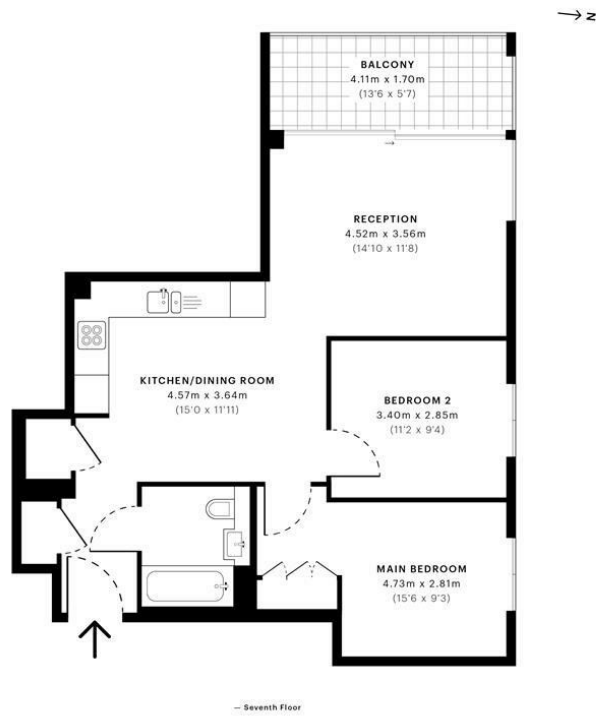 N
BALCONY
4.11m x 1.70m
(13'6 x 5'7)
RECEPTION
4.52m x 3.56m
(14'10 x 11'8)
KITCHEN/DINING ROOM
4.57m x 3.64m
(15'0 x 11'11)
BEDROOM 2
3.40m x 2.85m
(11'2 x 9'4)
MAIN BEDROOM
4.73m x 2.81m
(15'6 x 9'3)
— Seventh Floor